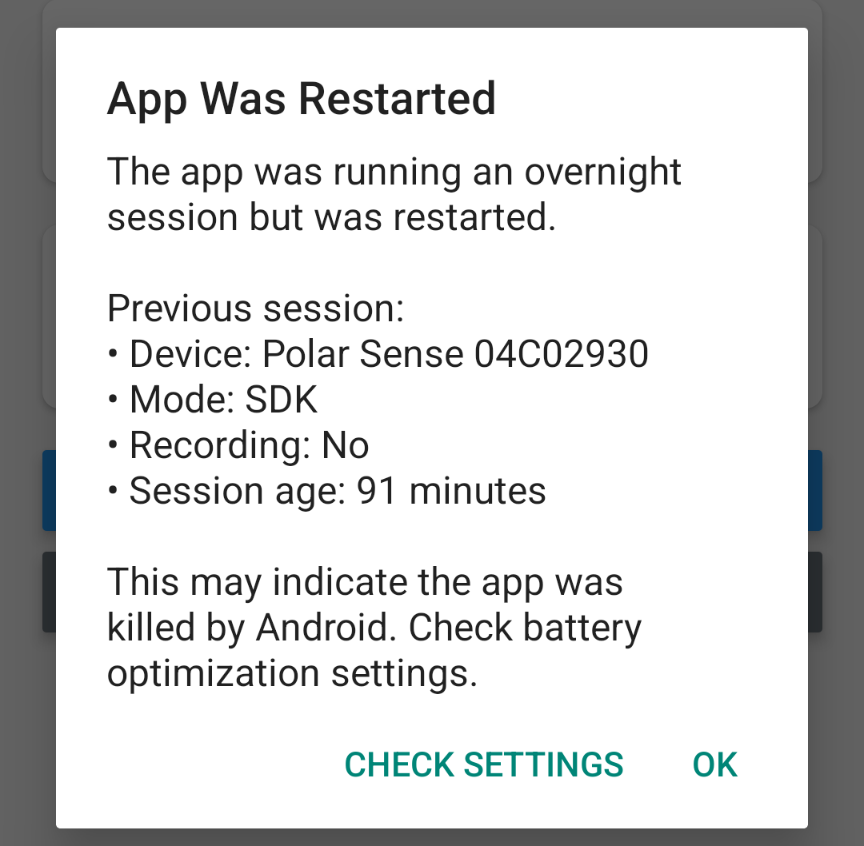 App Was Restarted
The app was running an overnight
session but was restarted.
Previous session:
• Device: Polar Sense 04C02930
• Mode: SDK
• Recording: No
• Session age: 91 minutes
This may indicate the app was
killed by Android. Check battery
optimization settings.
CHECK SETTINGS OK